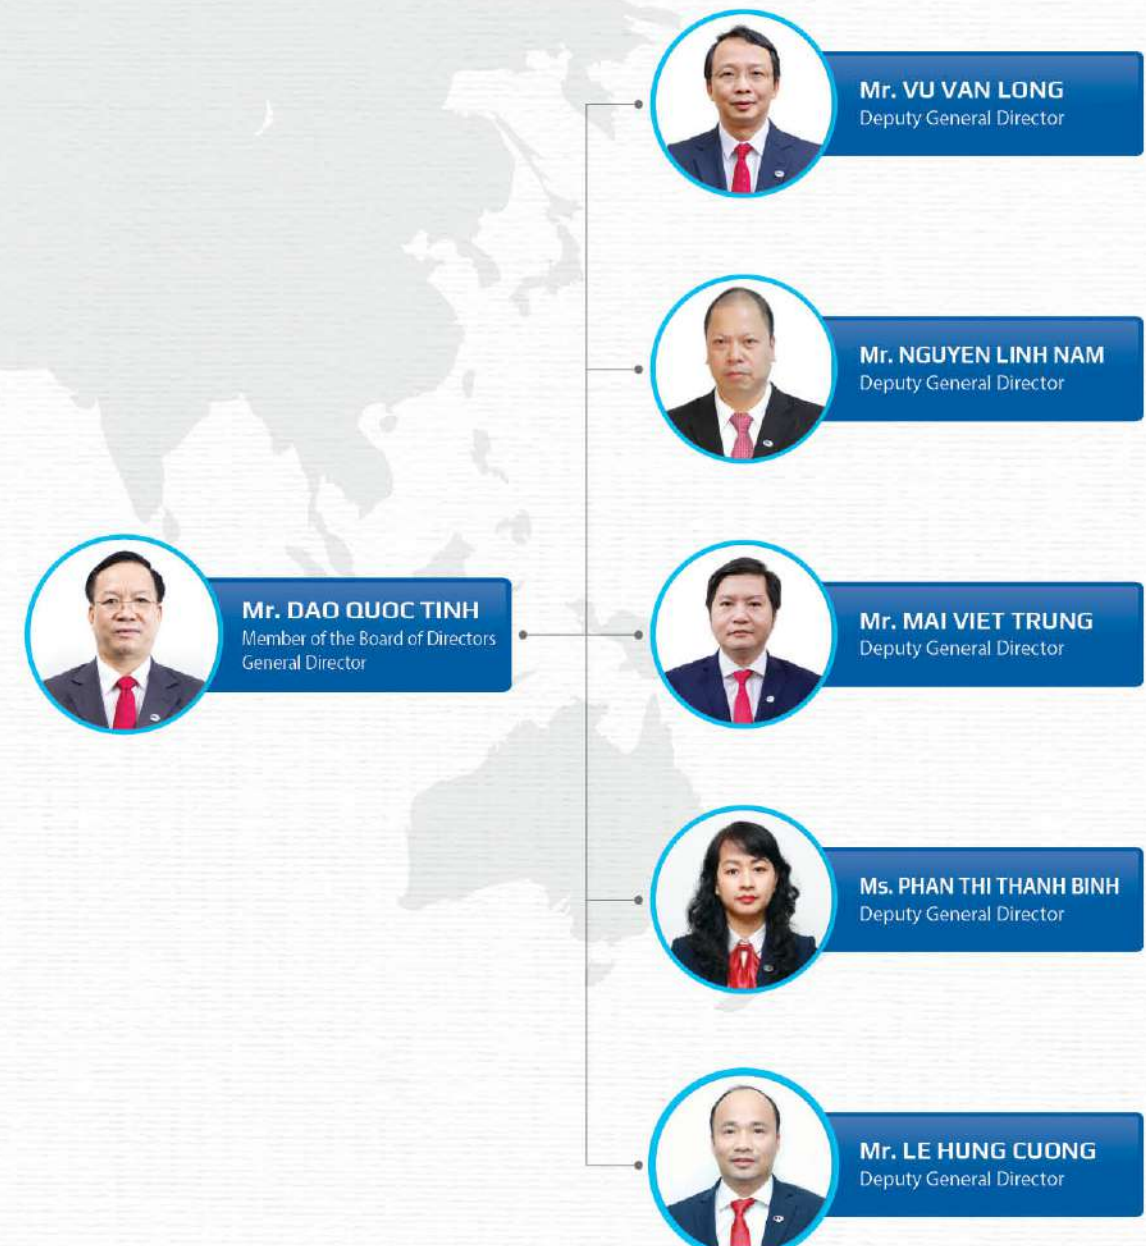 Mr. VU VAN LONG
Deputy General Director
Mr. NGUYEN LINH NAM
Deputy General Director
Mr. DAO QUOC TINH
Member of the Board of Directors
General Director
Mr. MAI VIET TRUNG
Deputy General Director
Ms. PHAN THI THANH BINH
Deputy General Director
Mr. LE HUNG CUONG
Deputy General Director